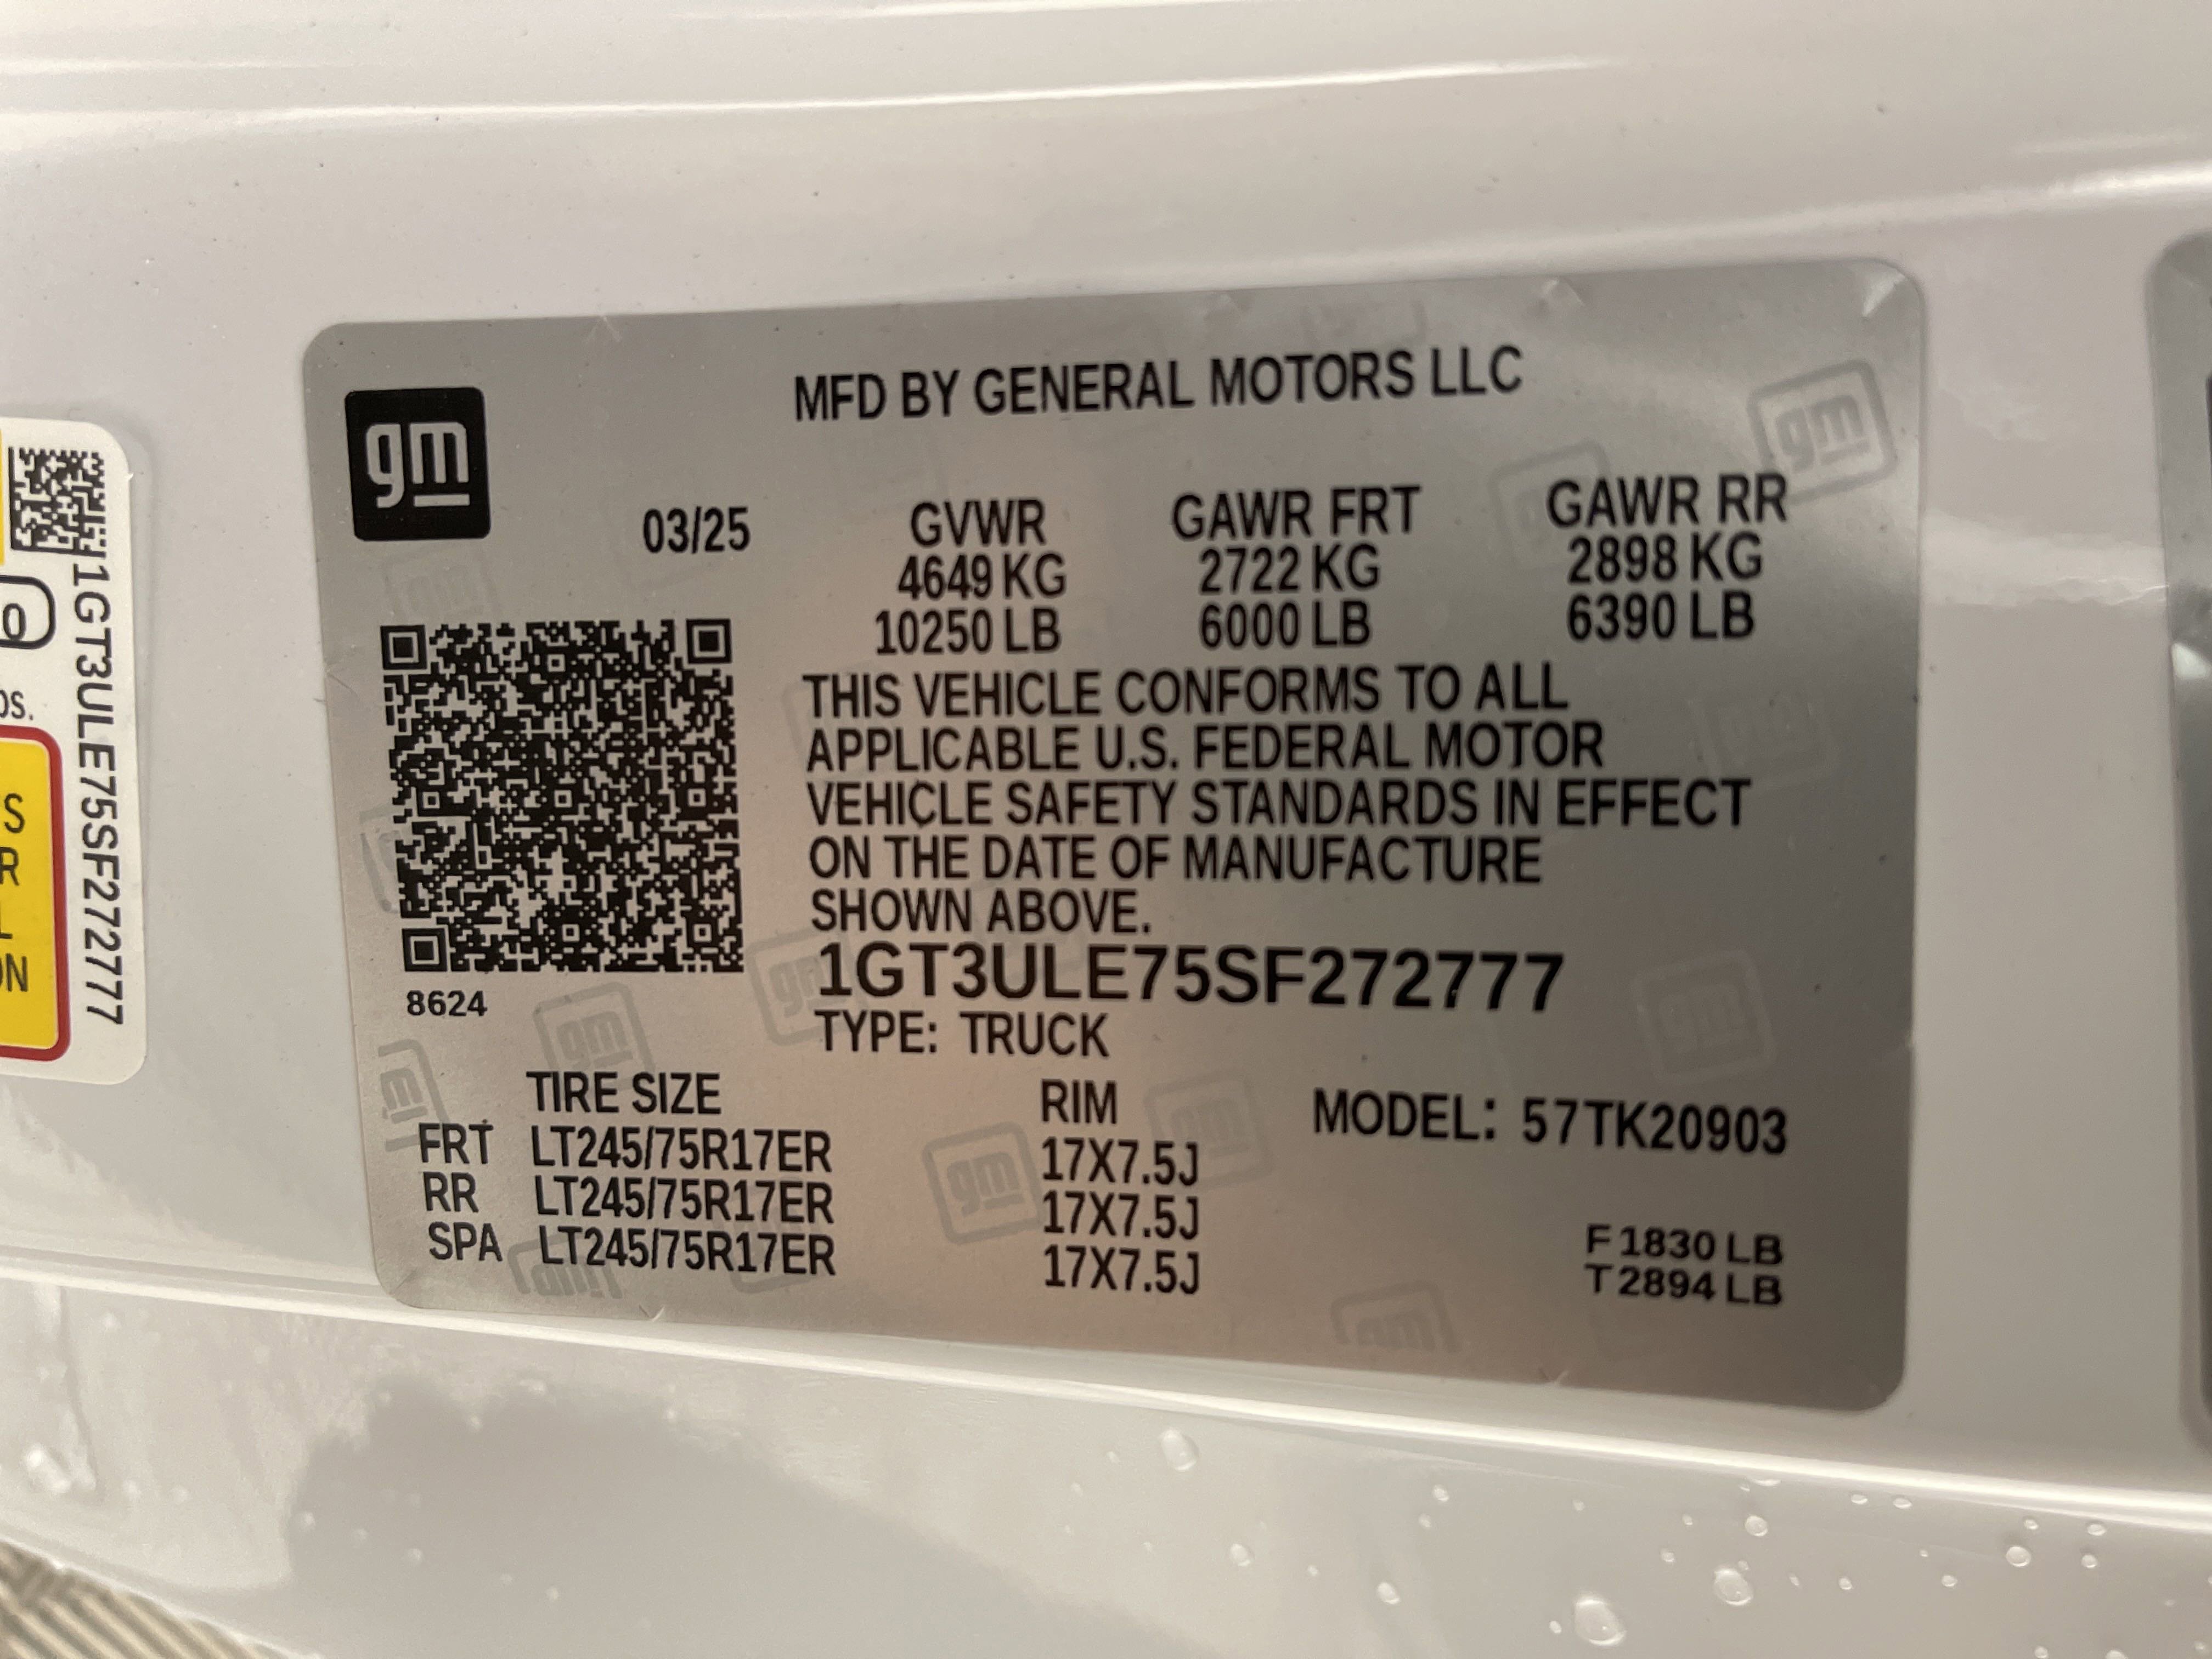 MFD BY GENERAL MOTORS LLC
gm
03/25
GVWR GAWR FRT GAWR RR
4649 KG 2722 KG 2898 KG
10250 LB 6000 LB 6390 LB
THIS VEHICLE CONFORMS TO ALL
APPLICABLE U.S. FEDERAL MOTOR
VEHICLE SAFETY STANDARDS IN EFFECT
ON THE DATE OF MANUFACTURE
SHOWN ABOVE.
1GT3ULE75SF272777
8624
TYPE: TRUCK
TIRE SIZE RIM MODEL: 57TK20903
FRT LT245/75R17ER 17X7.5J
RR LT245/75R17ER 17X7.5J
SPA LT245/75R17ER 17X7.5J
F 1830 LB
T 2894 LB
1GT3ULE75SF272777